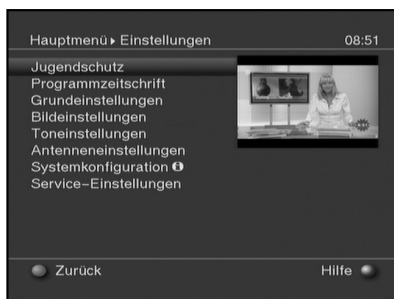 Hauptmenü ▸ Einstellungen 08:51
Jugendschutz
Programmzeitschrift
Grundeinstellungen
Bildeinstellungen
Toneinstellungen
Antenneneinstellungen
Systemkonfiguration
Service-Einstellungen
Zurück Hilfe